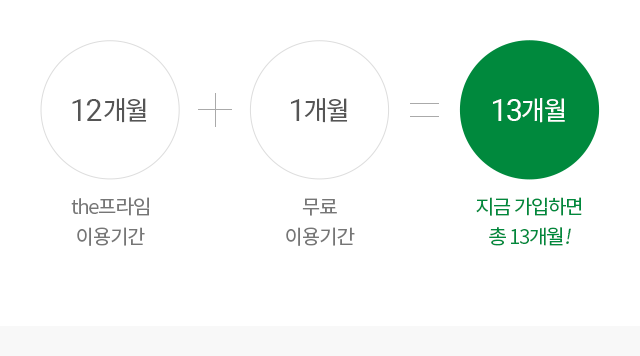 12개월
+
1개월
=
13개월
the프라임
이용기간
무료
이용기간
지금 가입하면
총 13개월!